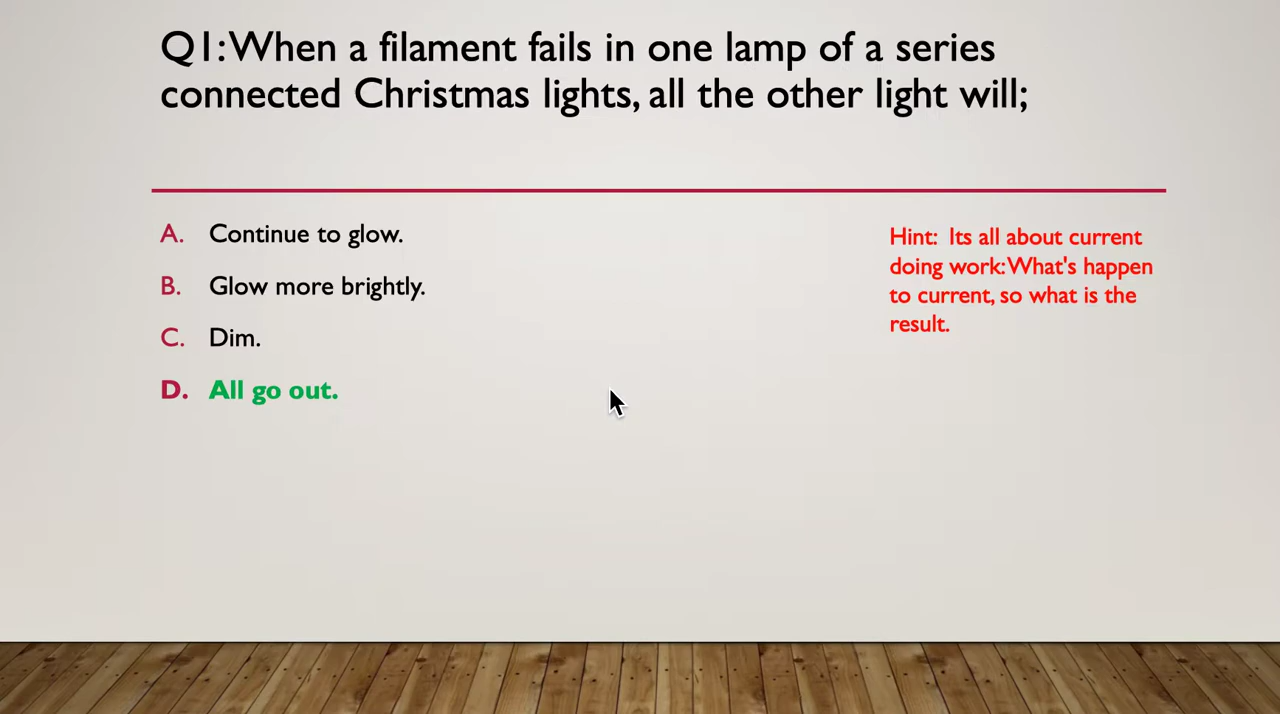 Q1: When a filament fails in one lamp of a series
connected Christmas lights, all the other light will;
A. Continue to glow.
B. Glow more brightly.
C. Dim.
D. All go out.
Hint: Its all about current
doing work: What's happen
to current, so what is the
result.